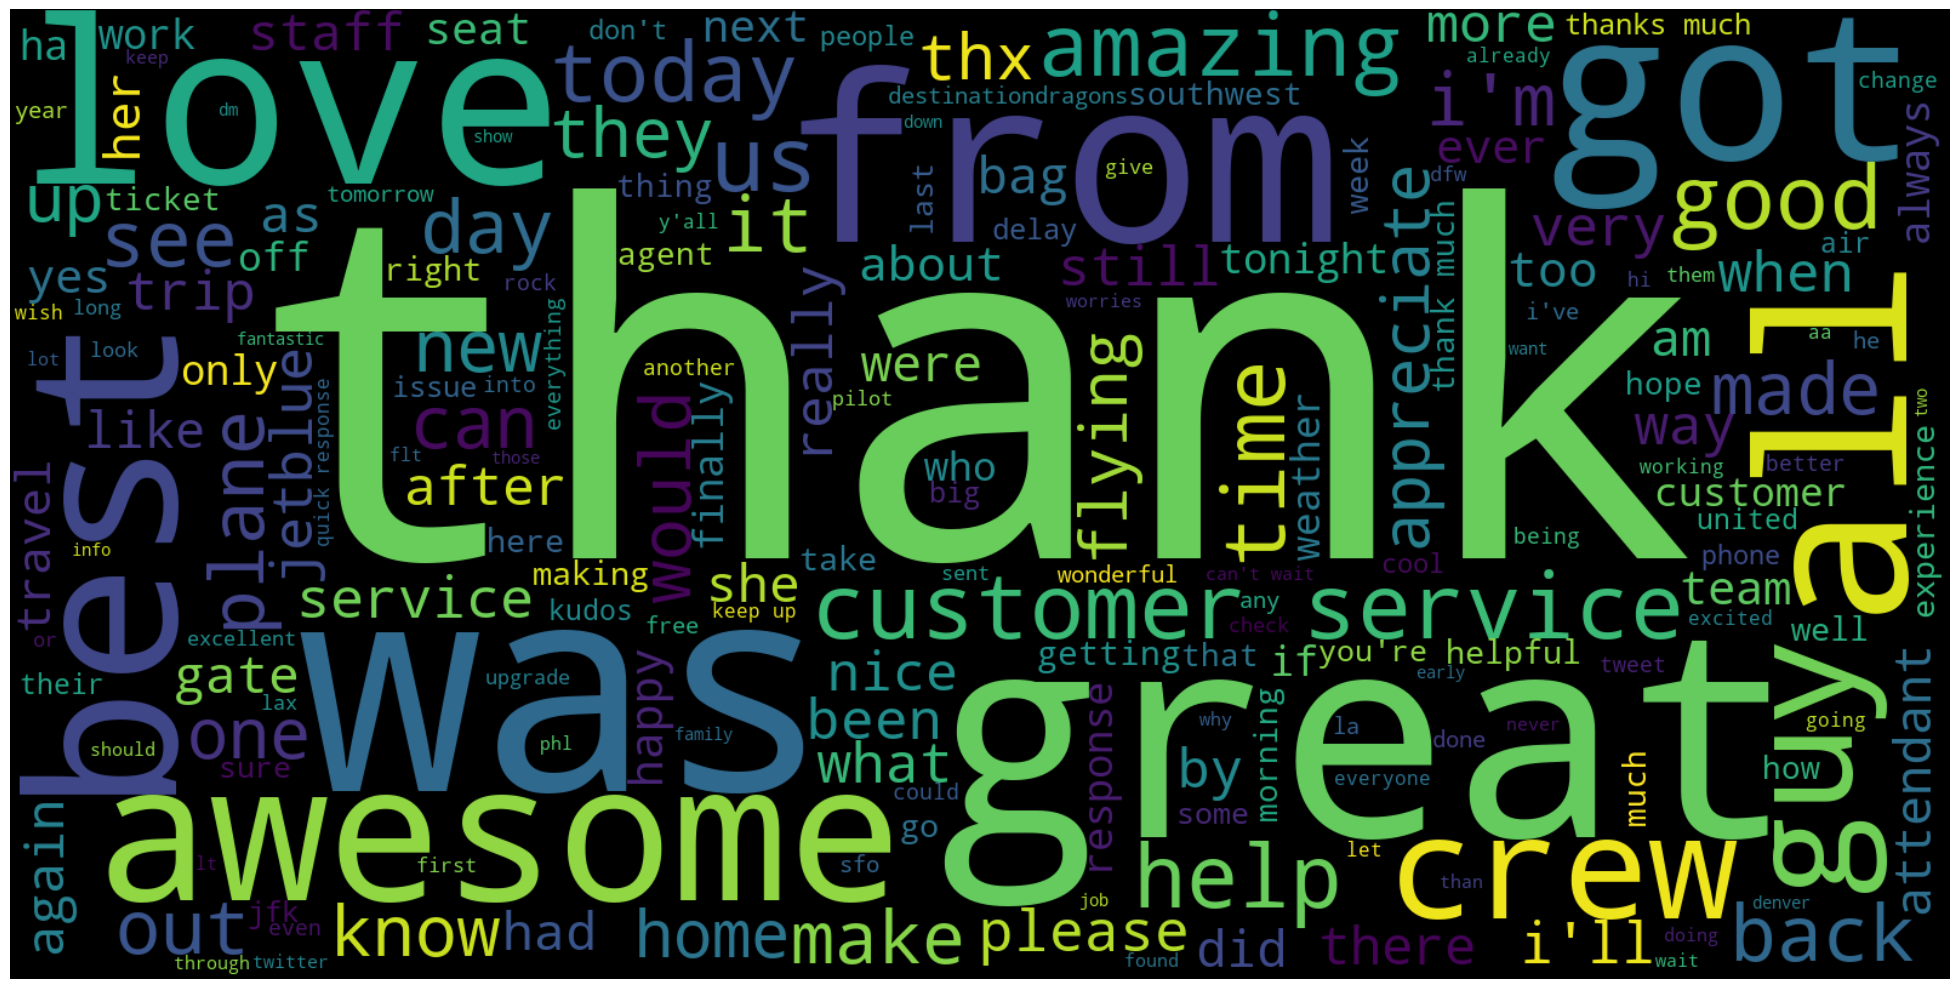 thank
great
love
from
was
got
best
all
awesome
customer service
crew
guy
amazing
today
they
us
thx
more
thanks much
i'm
ever
good
very
always
change
already
ha
work
staff
seat
keep
year
her
dm
show
don't
next
people
destinationdragons
southwest
down
give
week
dfw
up
ticket
tomorrow
see
as
off
day
thing
y'all
it
agent
last
bag
delay
about
still
tonight
appreciate
thank much
too
when
air
them
hi
i've
yes
trip
right
rock
worries
wish
long
lot
look
fantastic
new
only
jetblue
quick response
issue
into
everything
another
were
really
pilot
flying
time
weather
want
am
aa
he
hope
made
way
two
like
plane
can
would
finally
after
flt
those
who
big
working
better
customer
experience
united
travel
info
here
being
phone
take
making
she
sent
wonderful
can't wait
cool
team
service
kudos
keep up
any
check
excited
well
or
excellent
free
their
gate
lax
upgrade
happy
nice
getting
that
if
you're helpful
tweet
early
attendant
one
should
sure
phl
family
been
what
response
by
morning
why
la
done
never
going
how
everyone
some
could
go
much
again
lt
first
sfo
let
help
than
job
out
jfk
even
know
had
home
make
please
did
there
i'll
doing
denver
back
through
twitter
found
wait